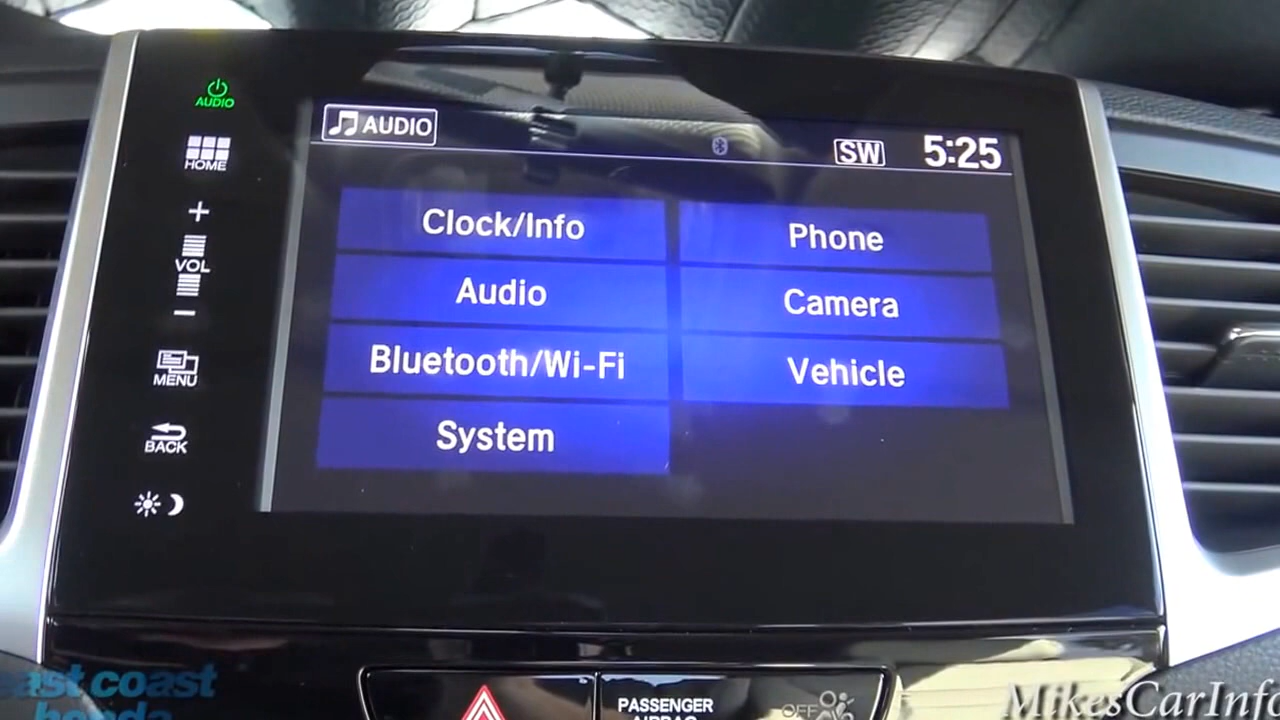 AUDIO
HOME
+
VOL
-
MENU
BACK
AUDIO
SW 5:25
Clock/Info
Phone
Audio
Camera
Bluetooth/Wi-Fi
Vehicle
System
PASSENGER
AIRBAG
OFF
east coast
honda
MikesCarInfo